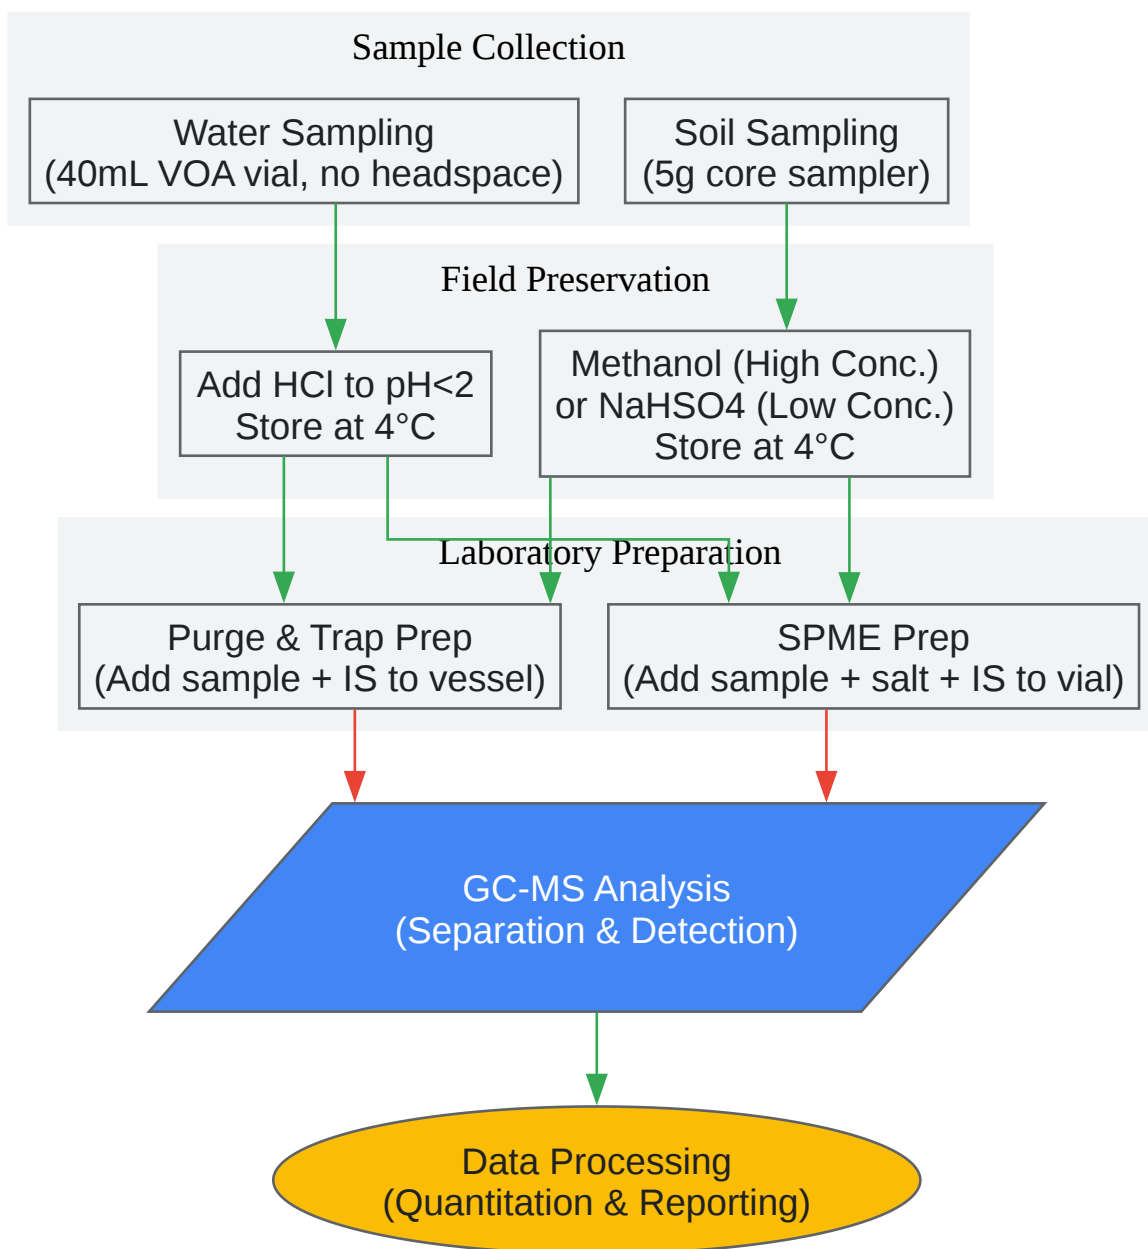 Sample Collection
Water Sampling
(40mL VOA vial, no headspace)
Soil Sampling
(5g core sampler)
Field Preservation
Add HCl to pH<2
Store at 4°C
Methanol (High Conc.)
or NaHSO4 (Low Conc.)
Store at 4°C
Laboratory Preparation
Purge & Trap Prep
(Add sample + IS to vessel)
SPME Prep
(Add sample + salt + IS to vial)
GC-MS Analysis
(Separation & Detection)
Data Processing
(Quantitation & Reporting)